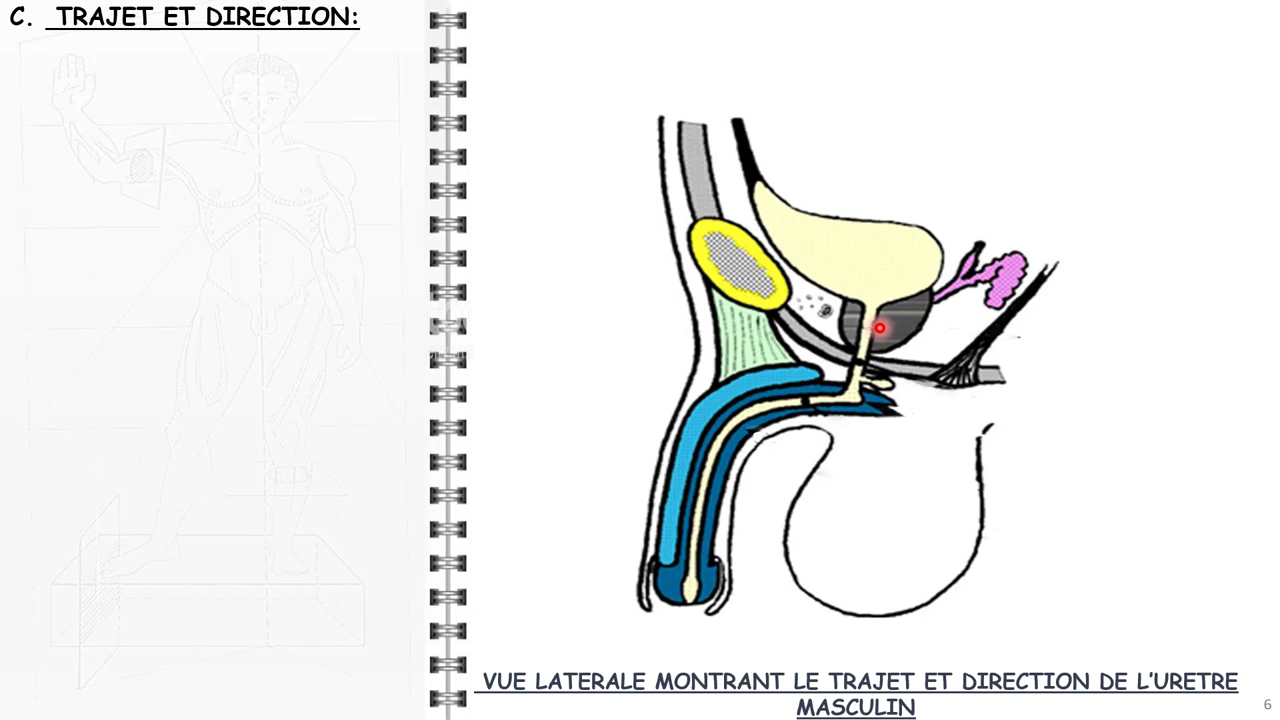 C. TRAJET ET DIRECTION:
VUE LATERALE MONTRANT LE TRAJET ET DIRECTION DE L'URETRE
MASCULIN
6